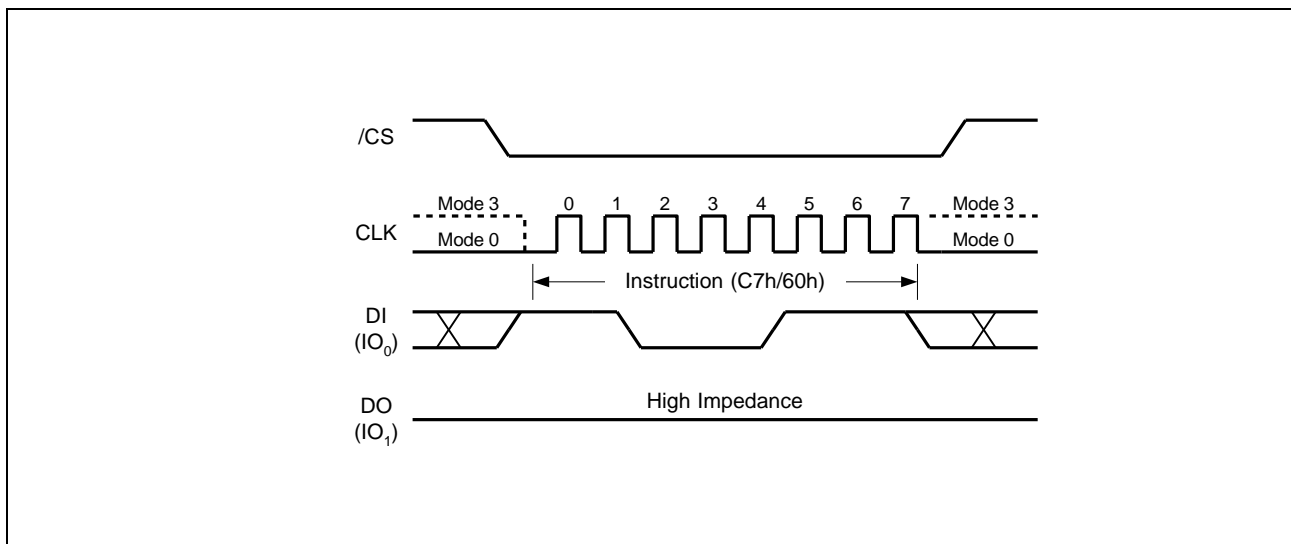 /CS
Mode 3 0 1 2 3 4 5 6 7 Mode 3
CLK
Mode 0 Mode 0
Instruction (C7h/60h)
DI
(IO0)
High Impedance
DO
(IO1)